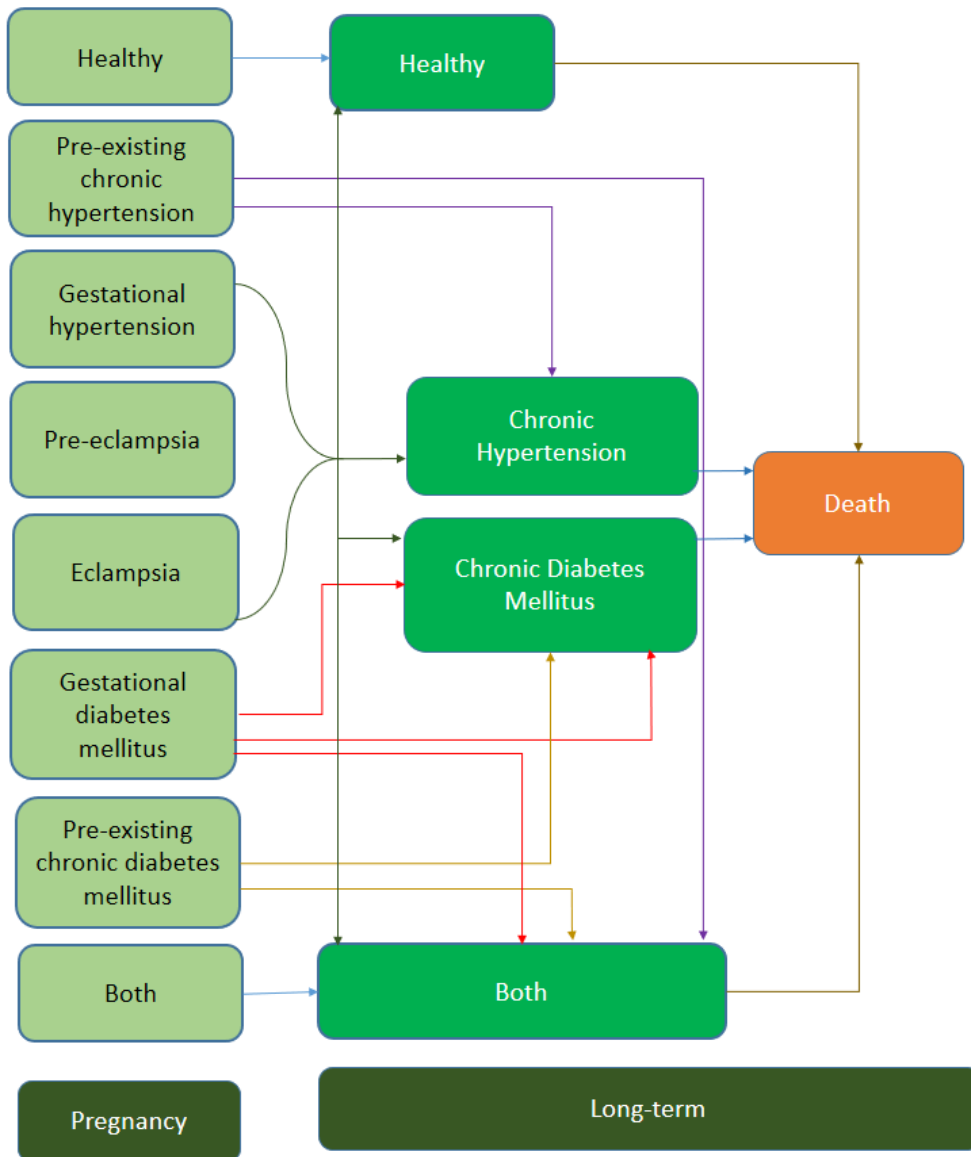 Healthy
Pre-existing
chronic
hypertension
Gestational
hypertension
Pre-eclampsia
Eclampsia
Gestational
diabetes
mellitus
Pre-existing
chronic diabetes
mellitus
Both
Pregnancy
Healthy
Chronic
Hypertension
Chronic Diabetes
Mellitus
Both
Death
Long-term